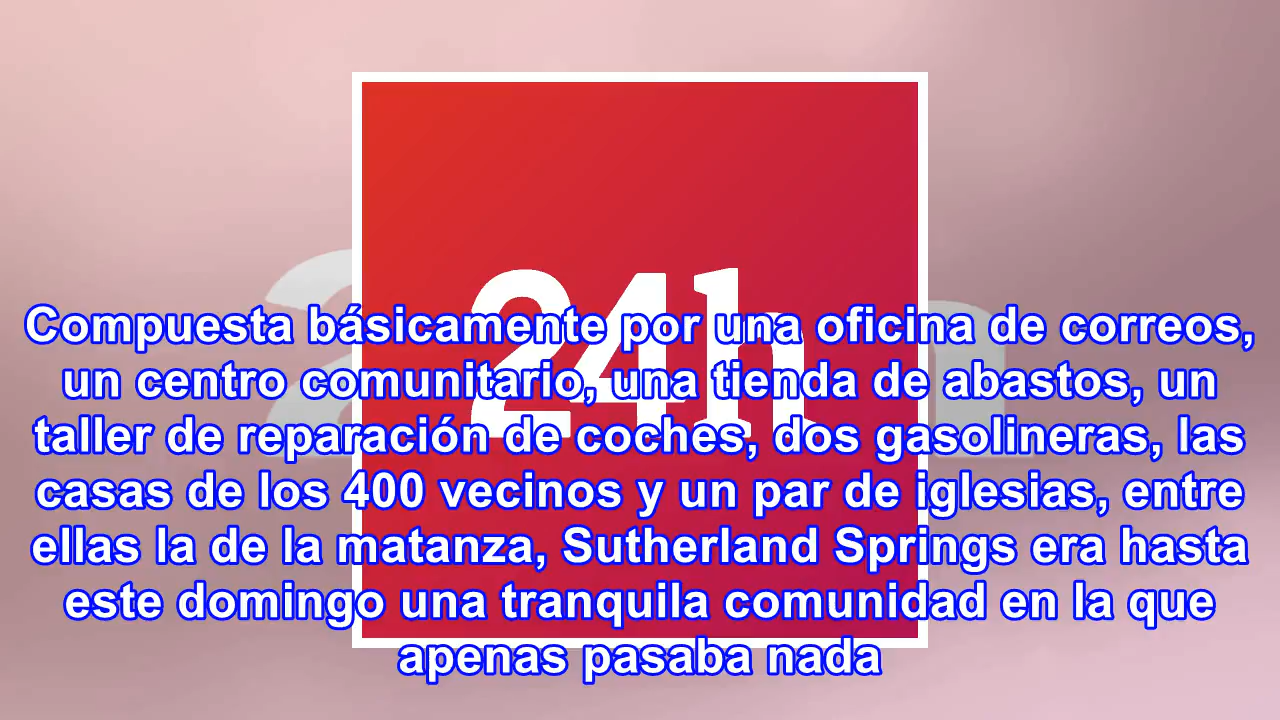 24h
Compuesta básicamente por una oficina de correos,
un centro comunitario, una tienda de abastos, un
taller de reparación de coches, dos gasolineras, las
casas de los 400 vecinos y un par de iglesias, entre
ellas la de la matanza, Sutherland Springs era hasta
este domingo una tranquila comunidad en la que
apenas pasaba nada